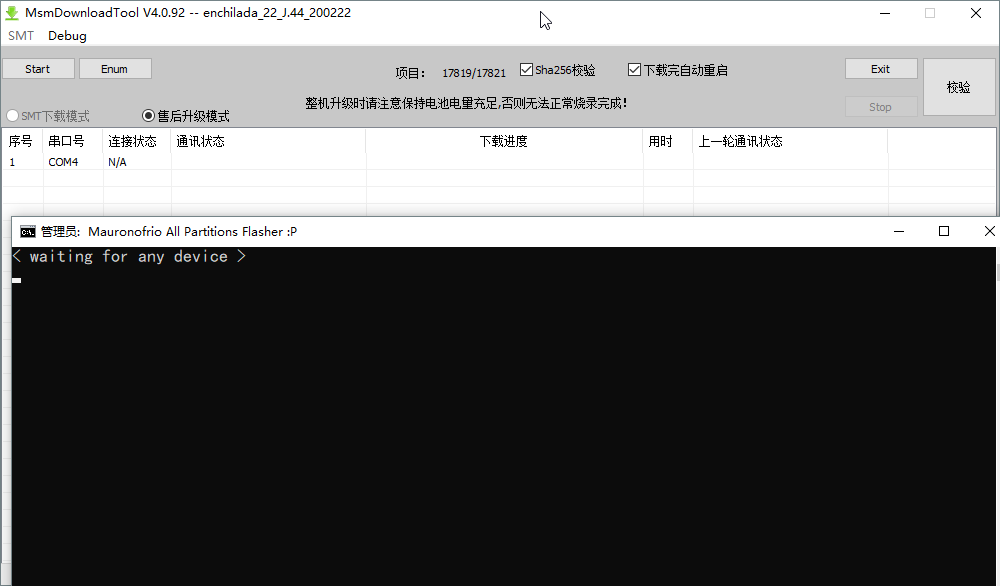 MsmDownloadTool V4.0.92 -- enchilada_22_J.44_200222
SMT Debug
Start Enum 项目: 17819/17821 Sha256校验 下载完自动重启 Exit 校验
整机升级时请注意保持电池电量充足,否则无法正常烧录完成! Stop
SMT下载模式 售后升级模式
序号 串口号 连接状态 通讯状态 下载进度 用时 上一轮通讯状态
1 COM4 N/A
管理员: Mauronofrio All Partitions Flasher :P
< waiting for any device >